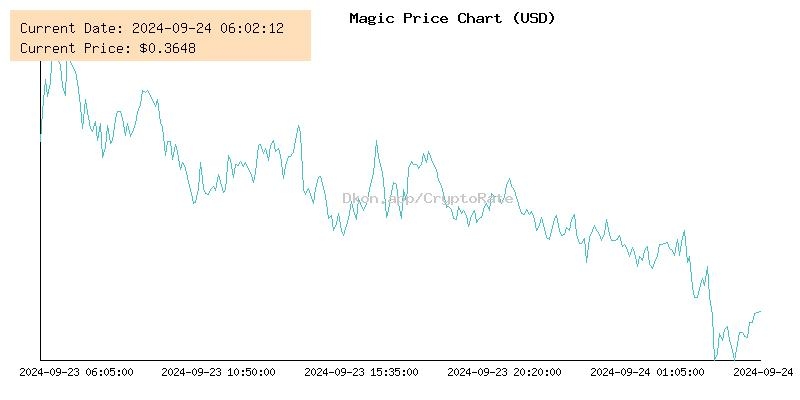 Magic Price Chart (USD)
Current Date: 2024-09-24 06:02:12
Current Price: $0.3648
Dkon.app/CryptoRate
2024-09-23 06:05:00 2024-09-23 10:50:00 2024-09-23 15:35:00 2024-09-23 20:20:00 2024-09-24 01:05:00 2024-09-24